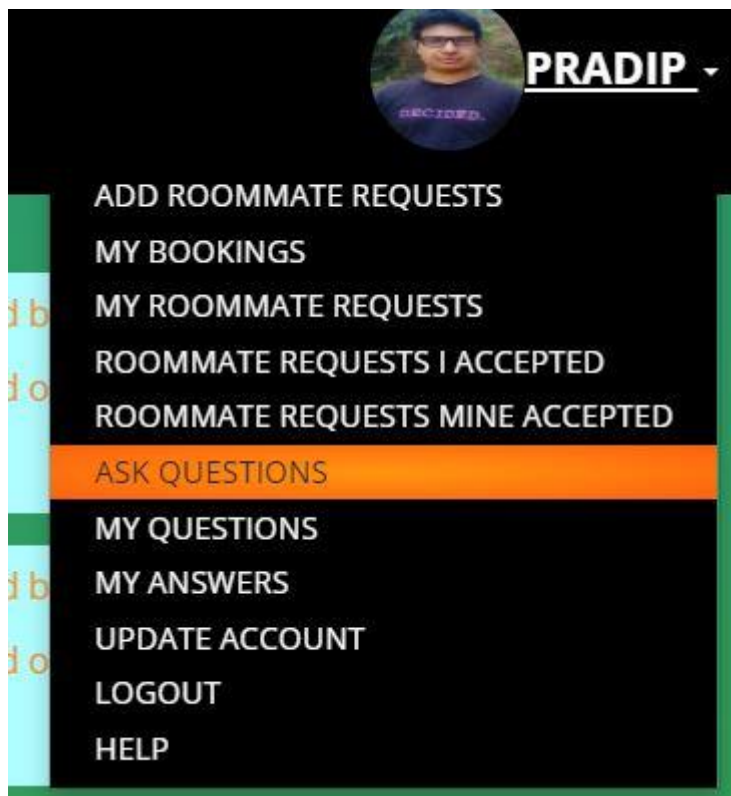 DECIDED.
PRADIP
ADD ROOMMATE REQUESTS
MY BOOKINGS
MY ROOMMATE REQUESTS
d b
ROOMMATE REQUESTS I ACCEPTED
d o
ROOMMATE REQUESTS MINE ACCEPTED
ASK QUESTIONS
MY QUESTIONS
MY ANSWERS
d b
UPDATE ACCOUNT
d o
LOGOUT
HELP